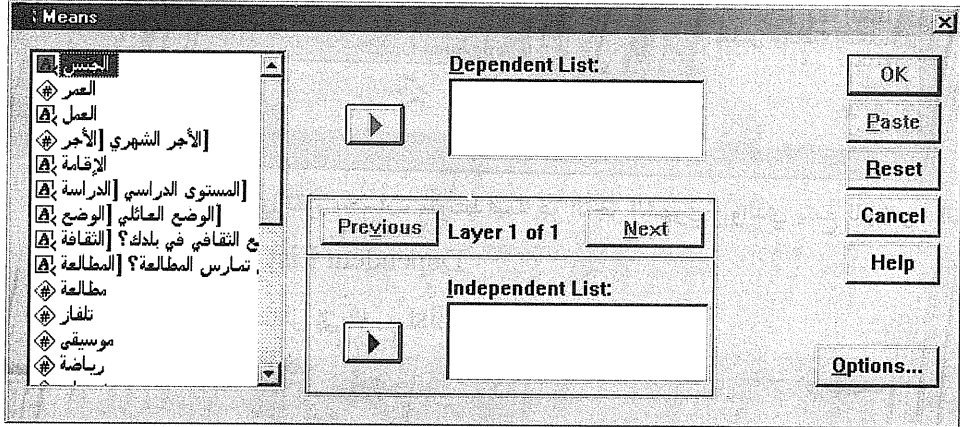 Means
الجنس
العمر
العمل
[الأجر الشهري [الأجر
الإقامة
[المستوى الدراسي [الدراسة
[الوضع العائلي [الوضع
ع الثقافي في بلدك؟ [الثقافة
تمارس المطالعة؟ [المطالعة
مطالعة
تلفاز
موسيقى
رياضة
Dependent List:
Previous
Layer 1 of 1
Next
Independent List:
OK
Paste
Reset
Cancel
Help
Options...